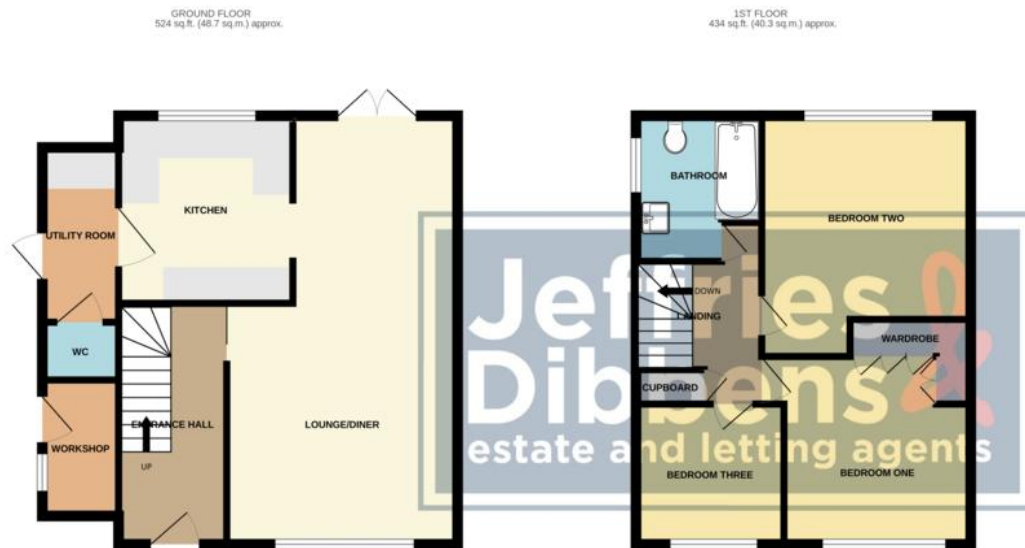 GROUND FLOOR
524 sq.ft. (48.7 sq.m.) approx.
1ST FLOOR
434 sq.ft. (40.3 sq.m.) approx.
KITCHEN
UTILITY ROOM
WC
WORKSHOP
ENTRANCE HALL
UP
LOUNGE/DINER
BATHROOM
BEDROOM TWO
DOWN
LANDING
WARDROBE
CUPBOARD
BEDROOM THREE
BEDROOM ONE
Jeffries
Dibbens &
estate and letting agents